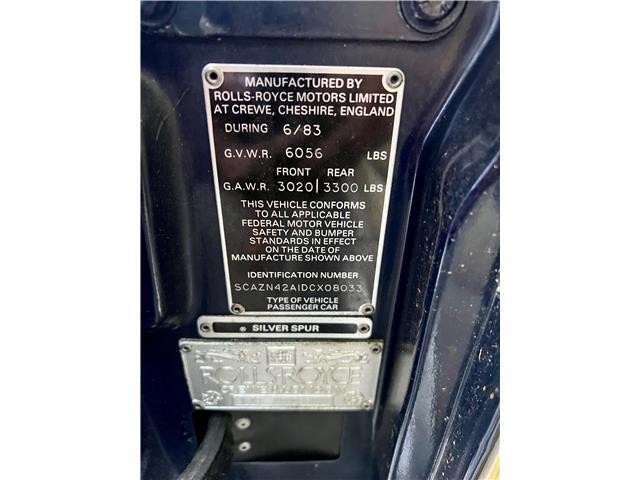 MANUFACTURED BY
ROLLS-ROYCE MOTORS LIMITED
AT CREWE, CHESHIRE, ENGLAND
DURING 6/83
G.V.W.R. 6056 LBS
FRONT REAR
G.A.W.R. 3020 | 3300 LBS
THIS VEHICLE CONFORMS
TO ALL APPLICABLE
FEDERAL MOTOR VEHICLE
SAFETY AND BUMPER
STANDARDS IN EFFECT
ON THE DATE OF
MANUFACTURE SHOWN ABOVE
IDENTIFICATION NUMBER
SCAZN42A1DCX08033
TYPE OF VEHICLE
PASSENGER CAR
® SILVER SPUR
ROLLS-ROYCE